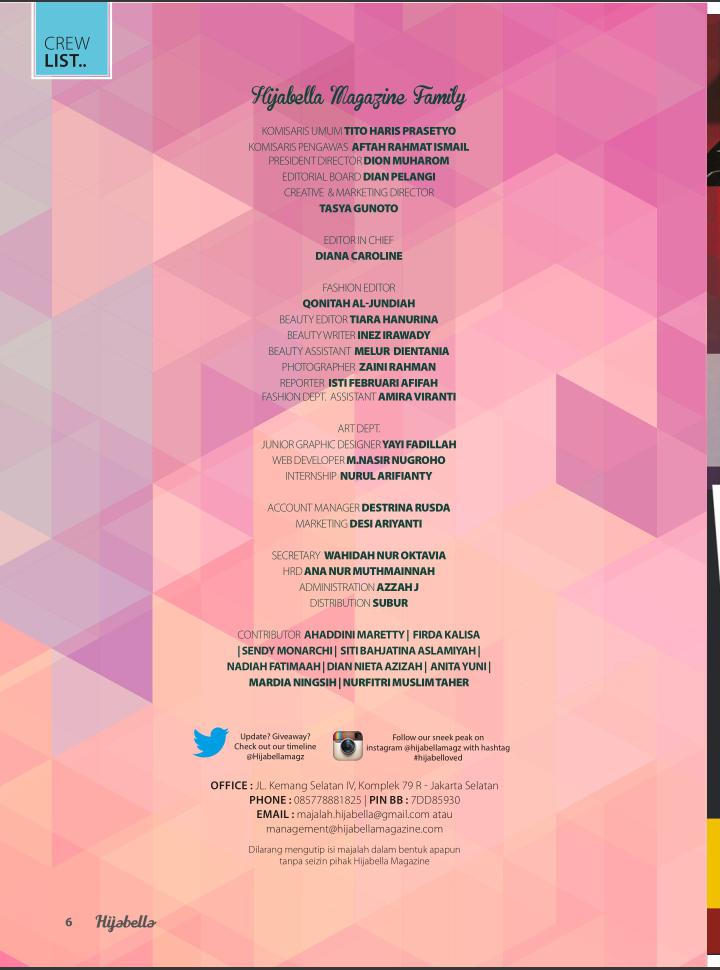 CREW
LIST..
Hijabella Magazine Family
KOMISARIS UMUM TITO HARIS PRASETYO
KOMISARIS PENGAWAS AFTAH RAHMAT ISMAIL
PRESIDENT DIRECTOR DION MUHAROM
EDITORIAL BOARD DIAN PELANGI
CREATIVE & MARKETING DIRECTOR
TASYA GUNOTO
EDITOR IN CHIEF
DIANA CAROLINE
FASHION EDITOR
QONITAH AL-JUNDIAH
BEAUTY EDITOR TIARA HANURINA
BEAUTY WRITER INEZ IRAWADY
BEAUTY ASSISTANT MELUR DIENTANIA
PHOTOGRAPHER ZAINI RAHMAN
REPORTER ISTI FEBRUARI AFIFAH
FASHION DEPT. ASSISTANT AMIRA VIRANTI
ART DEPT.
JUNIOR GRAPHIC DESIGNER YAYI FADILLAH
WEB DEVELOPER M.NASIR NUGROHO
INTERNSHIP NURUL ARIFIANTY
ACCOUNT MANAGER DESTRINA RUSDA
MARKETING DESI ARIYANTI
SECRETARY WAHIDAH NUR OKTAVIA
HRD ANA NUR MUTHMAINNAH
ADMINISTRATION AZZAH J
DISTRIBUTION SUBUR
CONTRIBUTOR AHADDINI MARETTY | FIRDA KALISA
| SENDY MONARCHI | SITI BAHJATINA ASLAMIYAH |
NADIAH FATIMAAH | DIAN NIETA AZIZAH | ANITA YUNI |
MARDIA NINGSIH | NURFITRI MUSLIM TAHER
Update? Giveaway?
Check out our timeline
@Hijabellamagz
Follow our sneek peak on
instagram @hijabellamagz with hashtag
#hijabelloved
OFFICE : JL. Kemang Selatan IV, Komplek 79 R - Jakarta Selatan
PHONE : 085778881825 | PIN BB : 7DD85930
EMAIL : majalah.hijabella@gmail.com atau
management@hijabellamagazine.com
Dilarang mengutip isi majalah dalam bentuk apapun
tanpa seizin pihak Hijabella Magazine
6 Hijabella